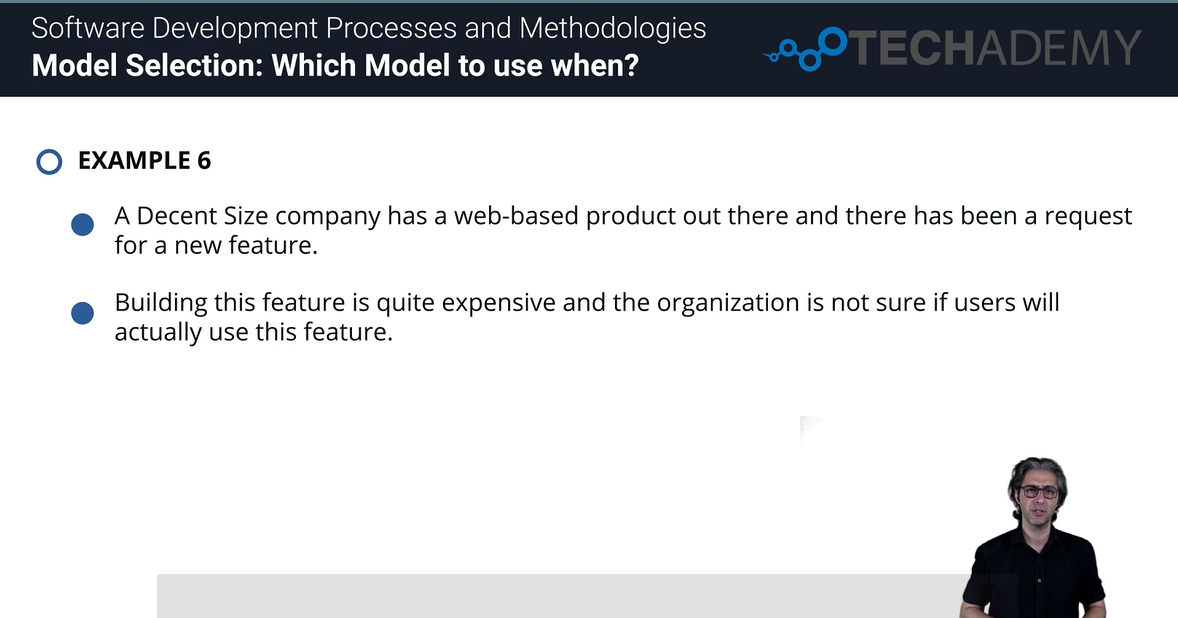 Software Development Processes and Methodologies
Model Selection: Which Model to use when?
TECHADEMY
EXAMPLE 6
A Decent Size company has a web-based product out there and there has been a request
for a new feature.
Building this feature is quite expensive and the organization is not sure if users will
actually use this feature.